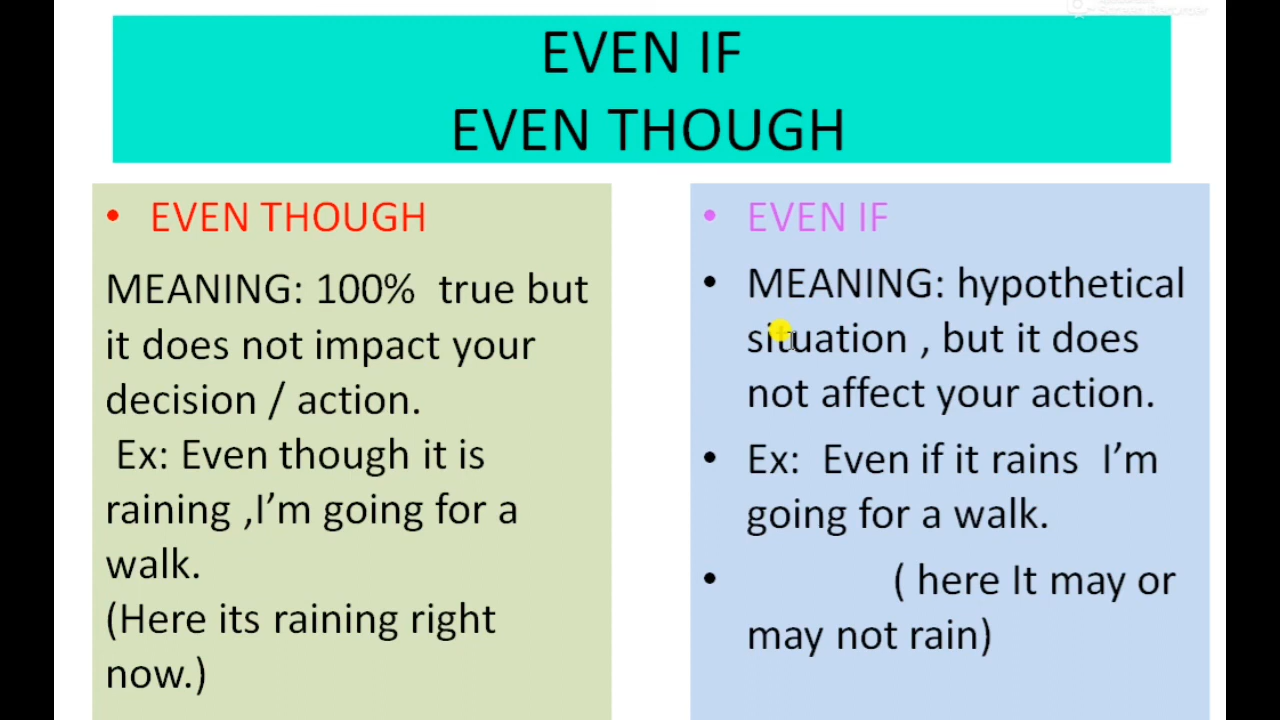 EVEN IF
EVEN THOUGH
• EVEN THOUGH
MEANING: 100% true but
it does not impact your
decision / action.
Ex: Even though it is
raining ,I’m going for a
walk.
(Here its raining right
now.)
• EVEN IF
• MEANING: hypothetical
situation , but it does
not affect your action.
• Ex: Even if it rains I’m
going for a walk.
• ( here It may or
may not rain)